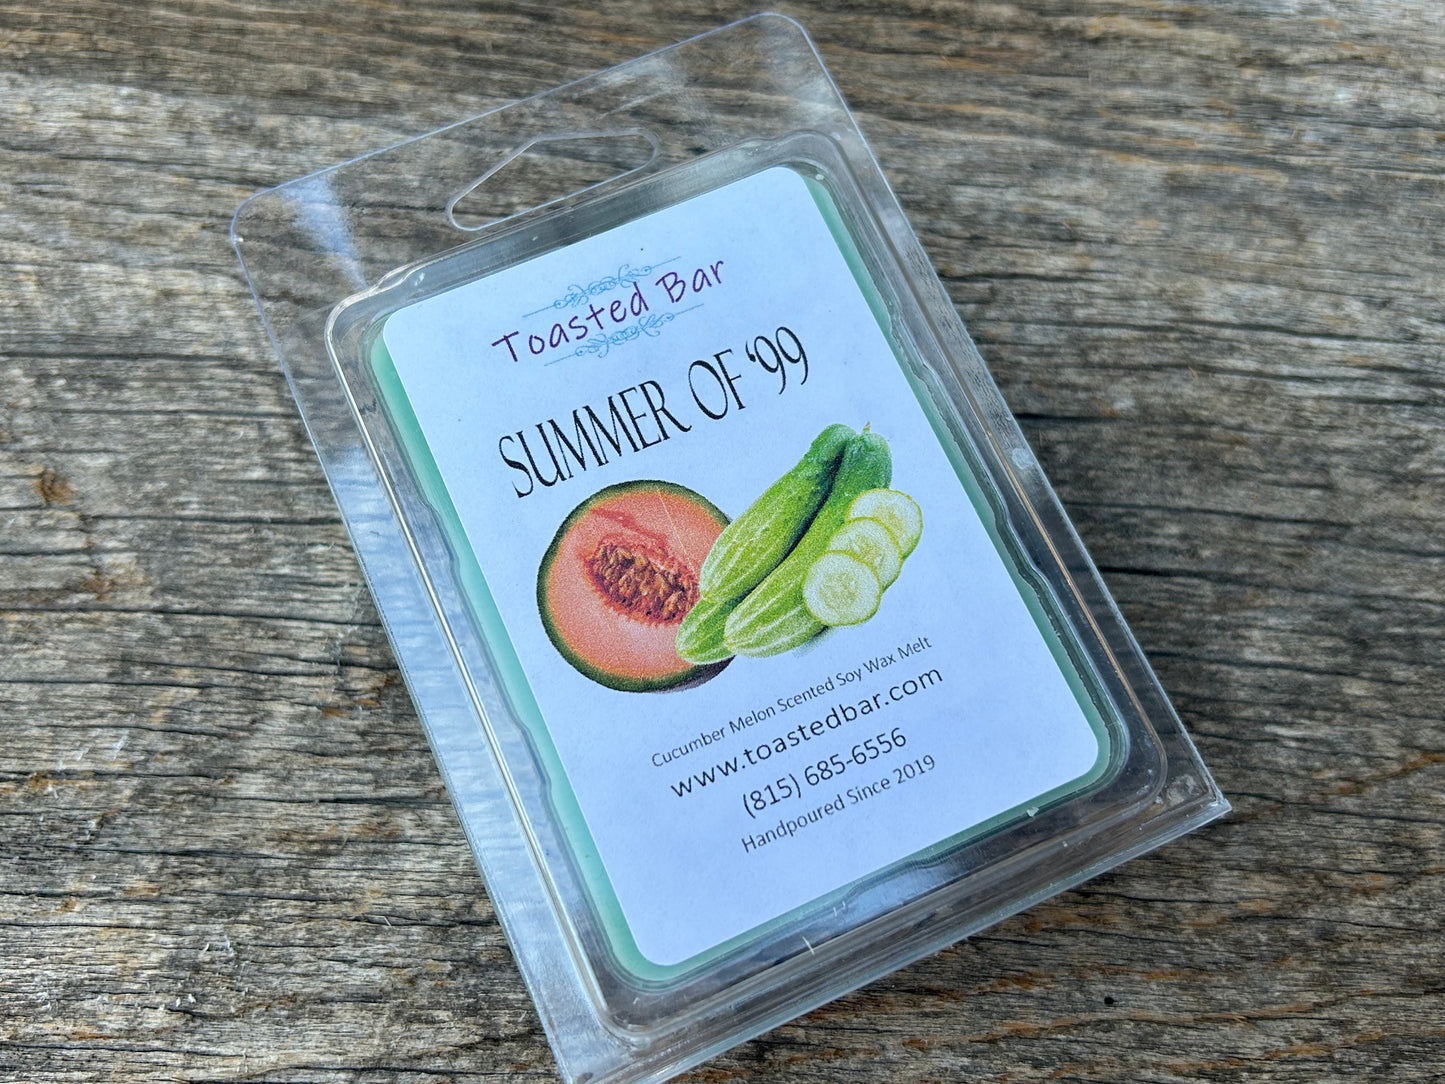 Toasted Bar
SUMMER OF ‘99
Cucumber Melon Scented Soy Wax Melt
www.toastedbar.com
(815) 685-6556
Handpoured Since 2019